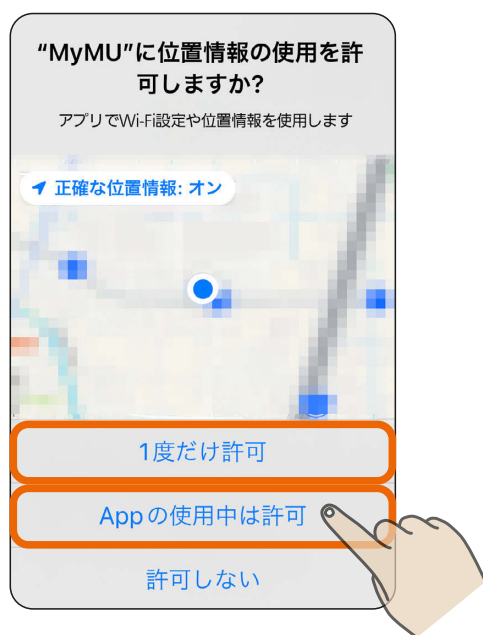 “MyMU”に位置情報の使用を許
可しますか?
アプリでWi-Fi設定や位置情報を使用します
正確な位置情報: オン
1度だけ許可
Appの使用中は許可
許可しない